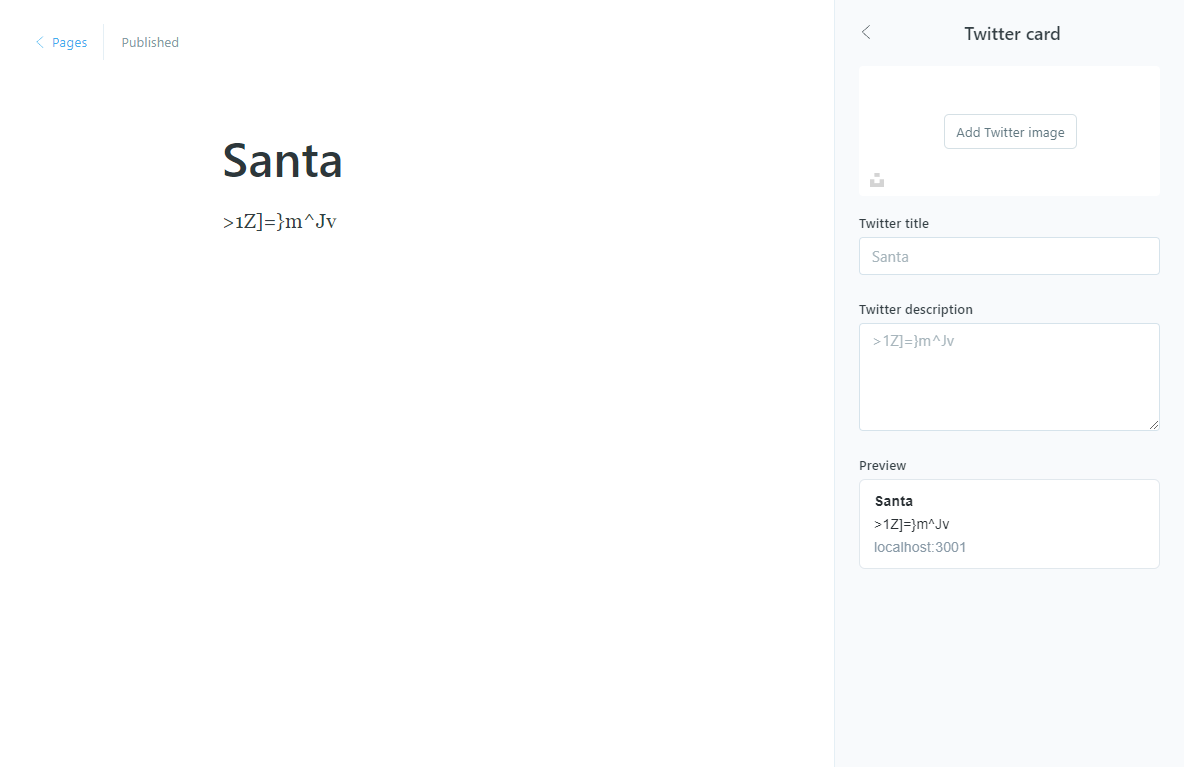 Pages
Published
Santa
>1Z]=}m^Jv
Twitter card
Add Twitter image
Twitter title
Santa
Twitter description
>1Z]=}m^Jv
Preview
Santa
>1Z]=}m^Jv
localhost:3001